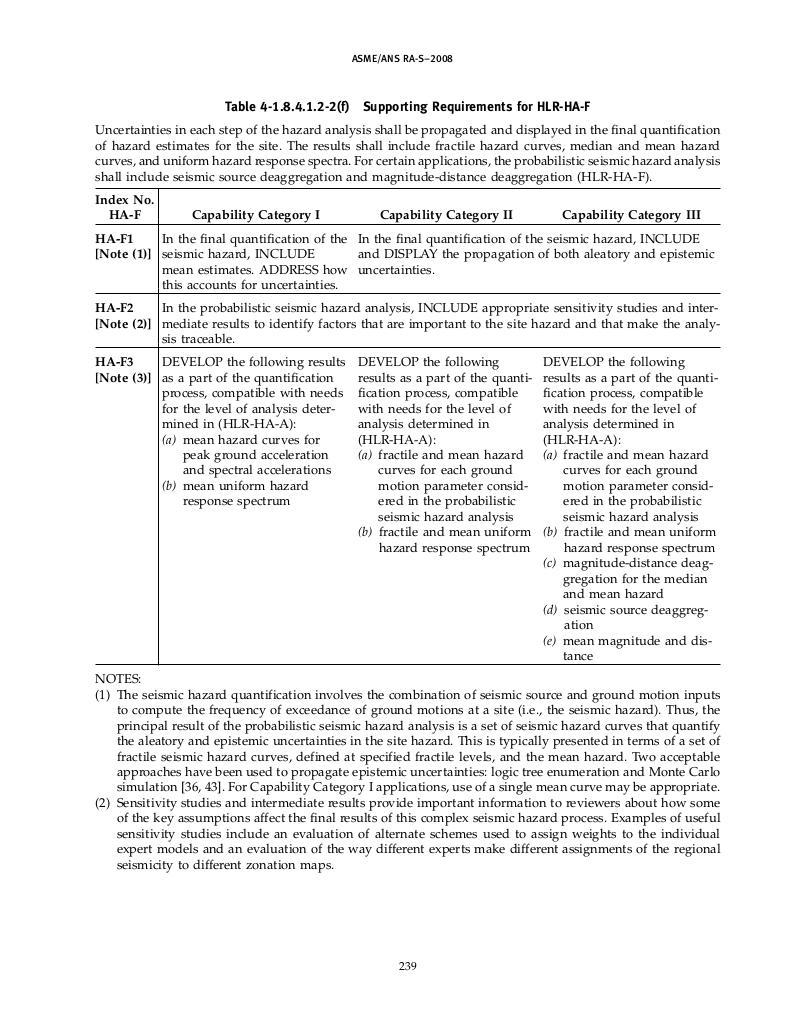 ASME/ANS RA-S–2008
Table 4-1.8.4.1.2-2(f) Supporting Requirements for HLR-HA-F
Uncertainties in each step of the hazard analysis shall be propagated and displayed in the final quantification
of hazard estimates for the site. The results shall include fractile hazard curves, median and mean hazard
curves, and uniform hazard response spectra. For certain applications, the probabilistic seismic hazard analysis
shall include seismic source deaggregation and magnitude-distance deaggregation (HLR-HA-F).
Index No.
HA-F
Capability Category I
Capability Category II
Capability Category III
HA-F1
[Note (1)]
In the final quantification of the
seismic hazard, INCLUDE
mean estimates. ADDRESS how
this accounts for uncertainties.
In the final quantification of the seismic hazard, INCLUDE
and DISPLAY the propagation of both aleatory and epistemic
uncertainties.
HA-F2
[Note (2)]
In the probabilistic seismic hazard analysis, INCLUDE appropriate sensitivity studies and inter-
mediate results to identify factors that are important to the site hazard and that make the analy-
sis traceable.
HA-F3
[Note (3)]
DEVELOP the following results
as a part of the quantification
process, compatible with needs
for the level of analysis deter-
mined in (HLR-HA-A):
(a) mean hazard curves for
peak ground acceleration
and spectral accelerations
(b) mean uniform hazard
response spectrum
DEVELOP the following
results as a part of the quanti-
fication process, compatible
with needs for the level of
analysis determined in
(HLR-HA-A):
(a) fractile and mean hazard
curves for each ground
motion parameter consid-
ered in the probabilistic
seismic hazard analysis
(b) fractile and mean uniform
hazard response spectrum
DEVELOP the following
results as a part of the quanti-
fication process, compatible
with needs for the level of
analysis determined in
(HLR-HA-A):
(a) fractile and mean hazard
curves for each ground
motion parameter consid-
ered in the probabilistic
seismic hazard analysis
(b) fractile and mean uniform
hazard response spectrum
(c) magnitude-distance deag-
gregation for the median
and mean hazard
(d) seismic source deaggreg-
ation
(e) mean magnitude and dis-
tance
NOTES:
(1) The seismic hazard quantification involves the combination of seismic source and ground motion inputs
to compute the frequency of exceedance of ground motions at a site (i.e., the seismic hazard). Thus, the
principal result of the probabilistic seismic hazard analysis is a set of seismic hazard curves that quantify
the aleatory and epistemic uncertainties in the site hazard. This is typically presented in terms of a set of
fractile seismic hazard curves, defined at specified fractile levels, and the mean hazard. Two acceptable
approaches have been used to propagate epistemic uncertainties: logic tree enumeration and Monte Carlo
simulation [36, 43]. For Capability Category I applications, use of a single mean curve may be appropriate.
(2) Sensitivity studies and intermediate results provide important information to reviewers about how some
of the key assumptions affect the final results of this complex seismic hazard process. Examples of useful
sensitivity studies include an evaluation of alternate schemes used to assign weights to the individual
expert models and an evaluation of the way different experts make different assignments of the regional
seismicity to different zonation maps.
239